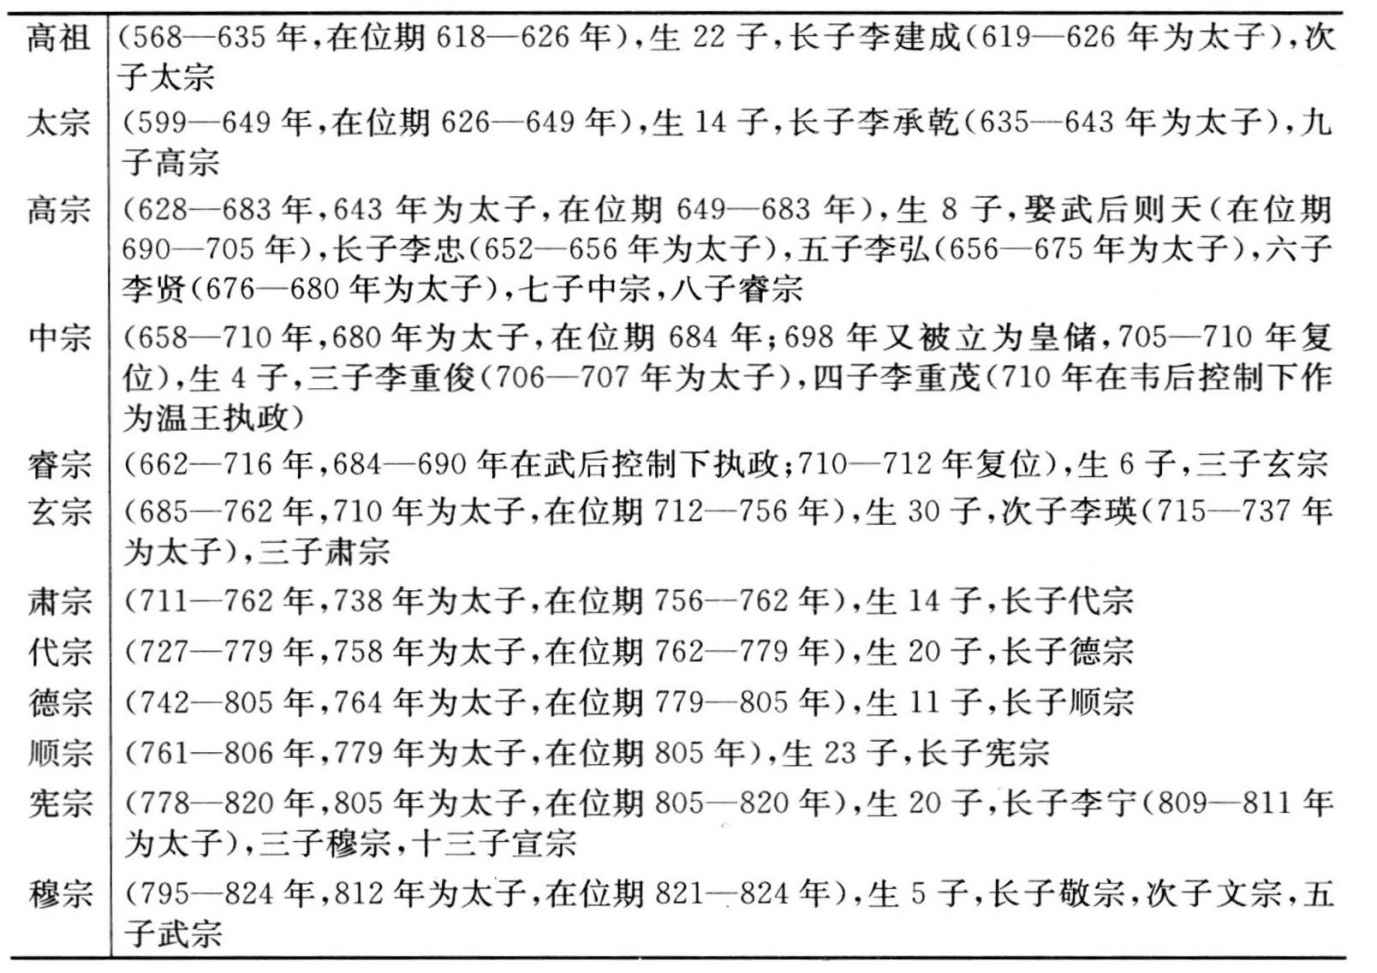 高祖 (568—635 年,在位期 618—626 年),生 22 子,长子李建成(619—626 年为太子),次
子太宗
太宗 (599—649 年,在位期 626—649 年),生 14 子,长子李承乾(635—643 年为太子),九
子高宗
高宗 (628—683 年,643 年为太子,在位期 649—683 年),生 8 子,娶武后则天(在位期
690—705 年),长子李忠(652—656 年为太子),五子李弘(656—675 年为太子),六子
李贤(676—680 年为太子),七子中宗,八子睿宗
中宗 (658—710 年,680 年为太子,在位期 684 年;698 年又被立为皇储,705—710 年复
位),生 4 子,三子李重俊(706—707 年为太子),四子李重茂(710 年在韦后控制下作
为温王执政)
睿宗 (662—716 年,684—690 年在武后控制下执政;710—712 年复位),生 6 子,三子玄宗
玄宗 (685—762 年,710 年为太子,在位期 712—756 年),生 30 子,次子李瑛(715—737 年
为太子),三子肃宗
肃宗 (711—762 年,738 年为太子,在位期 756—762 年),生 14 子,长子代宗
代宗 (727—779 年,758 年为太子,在位期 762—779 年),生 20 子,长子德宗
德宗 (742—805 年,764 年为太子,在位期 779—805 年),生 11 子,长子顺宗
顺宗 (761—806 年,779 年为太子,在位期 805 年),生 23 子,长子宪宗
宪宗 (778—820 年,805 年为太子,在位期 805—820 年),生 20 子,长子李宁(809—811 年
为太子),三子穆宗,十三子宣宗
穆宗 (795—824 年,812 年为太子,在位期 821—824 年),生 5 子,长子敬宗,次子文宗,五
子武宗